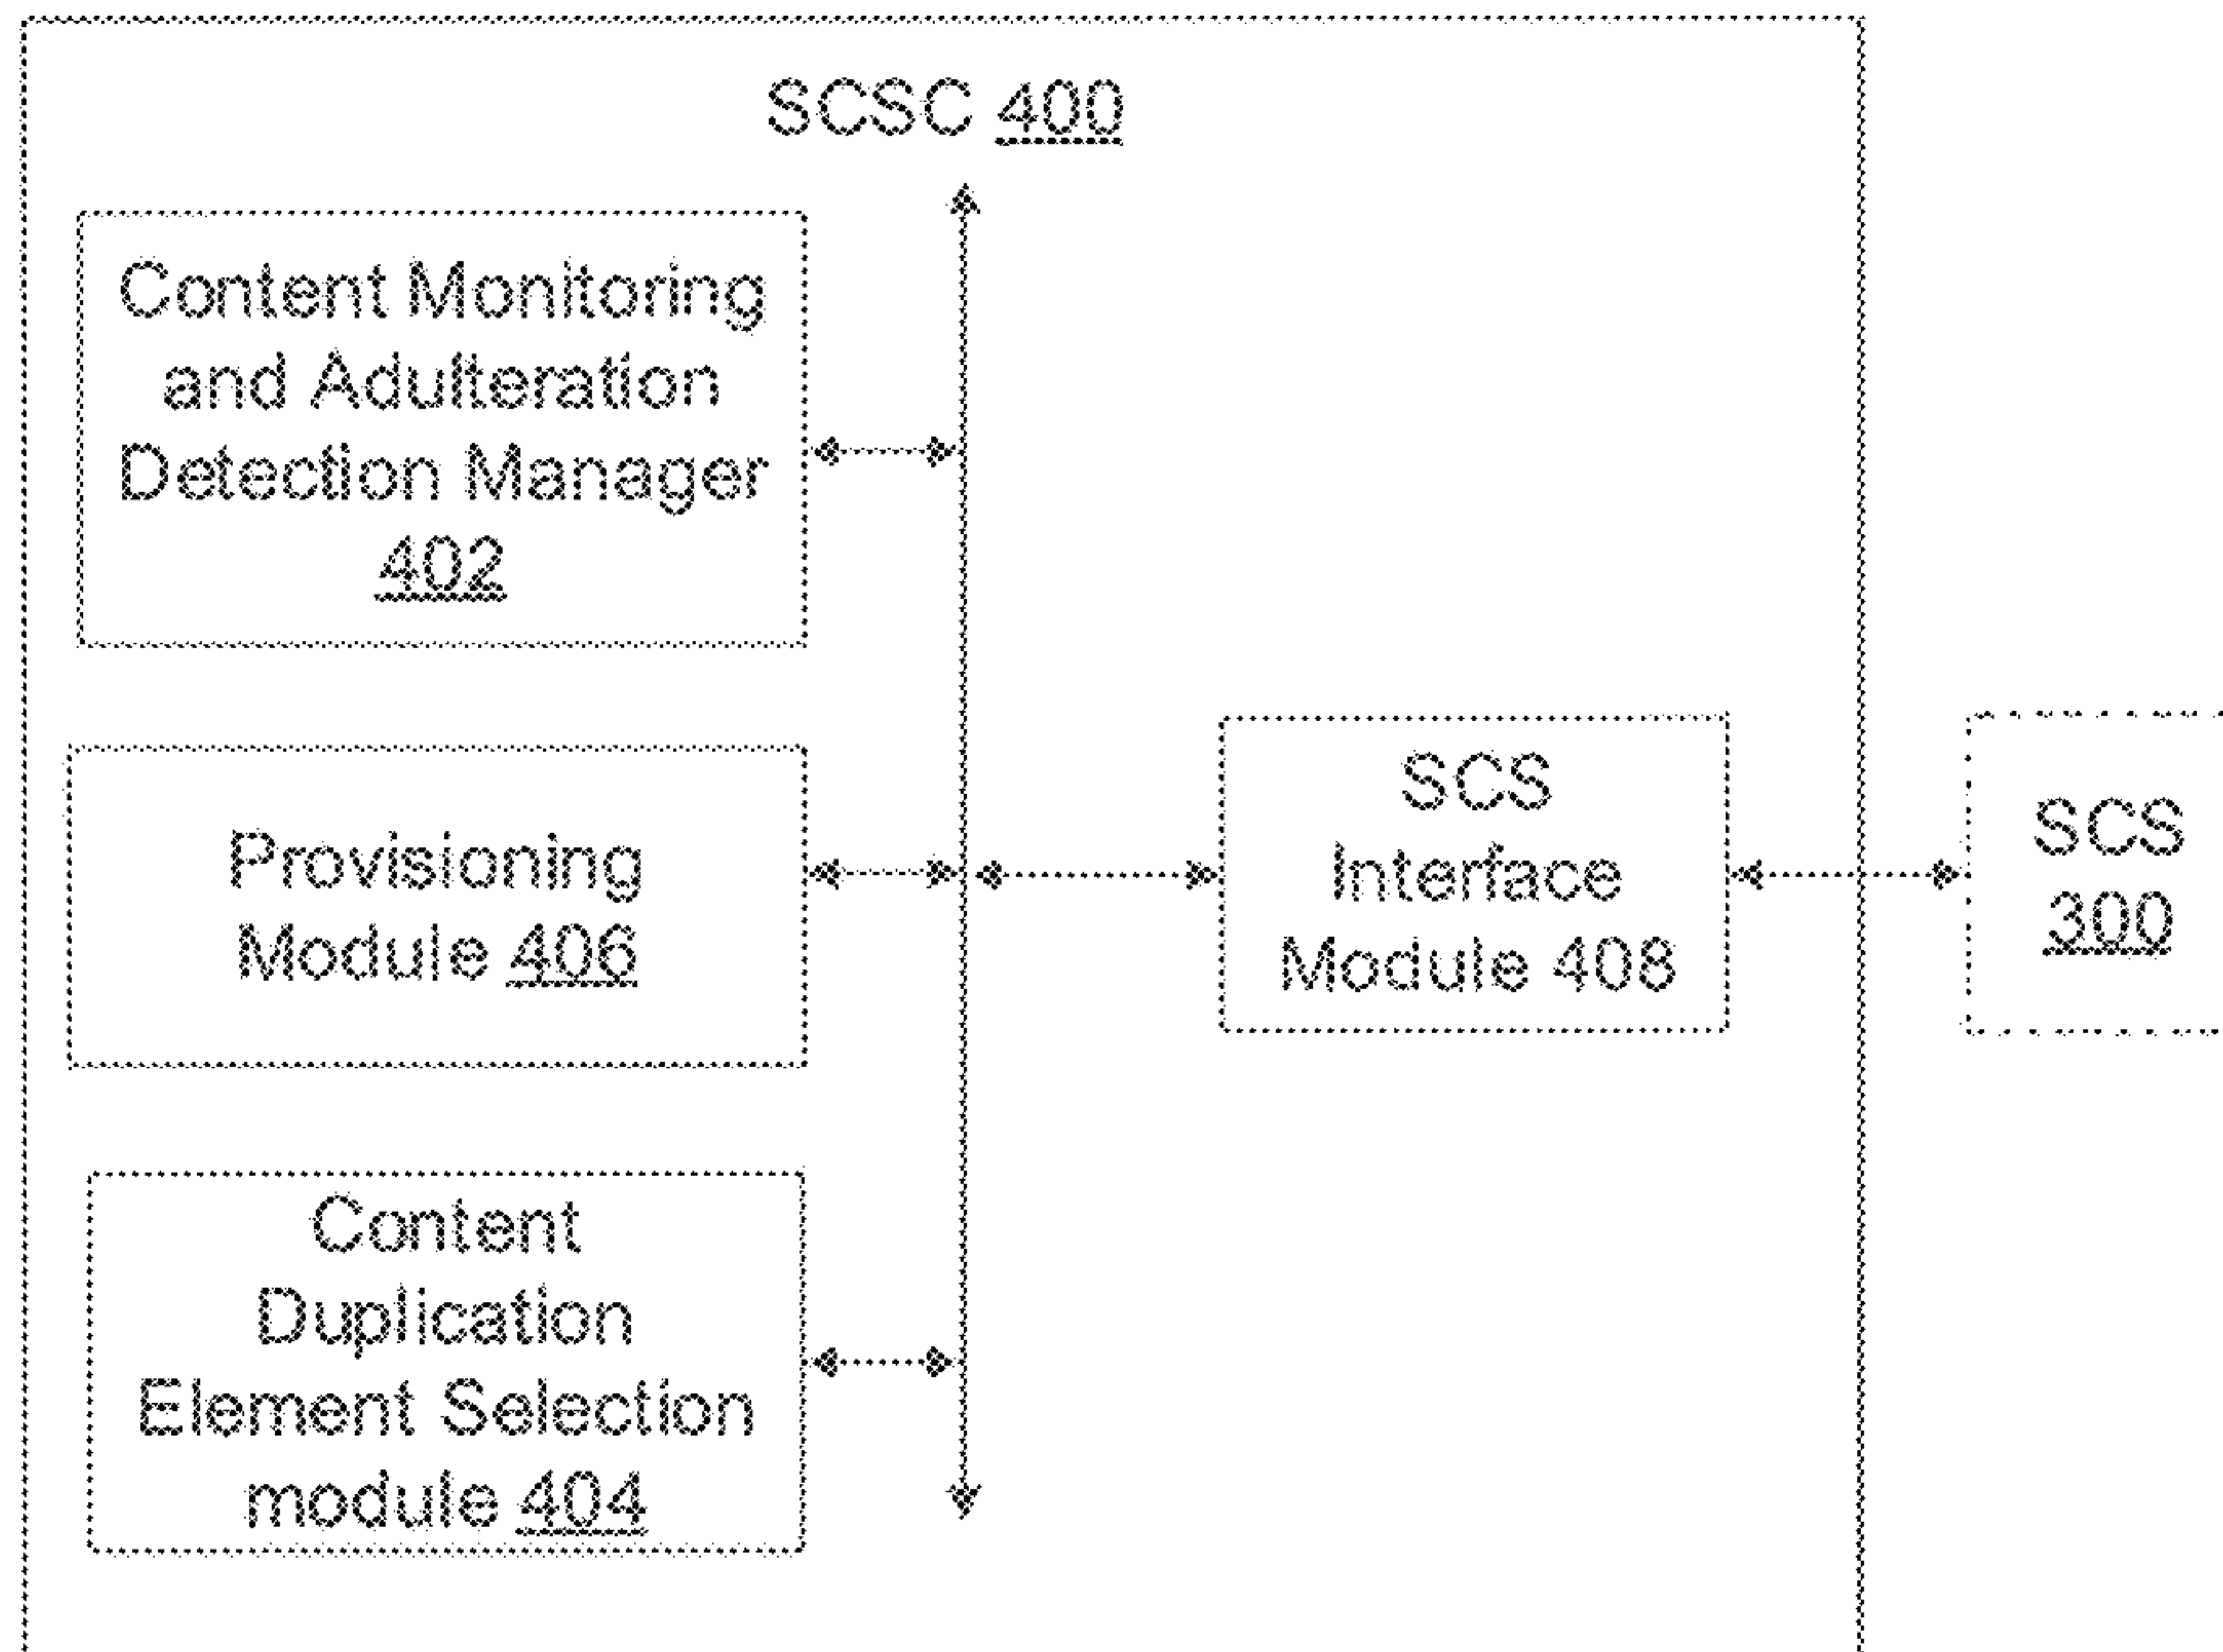 SCSC 400
Content Monitoring
and Adulteration
Detection Manager
402
Provisioning
Module 406
Content
Duplication
Element Selection
module 404
SCS
Interface
Module 408
SCS
300